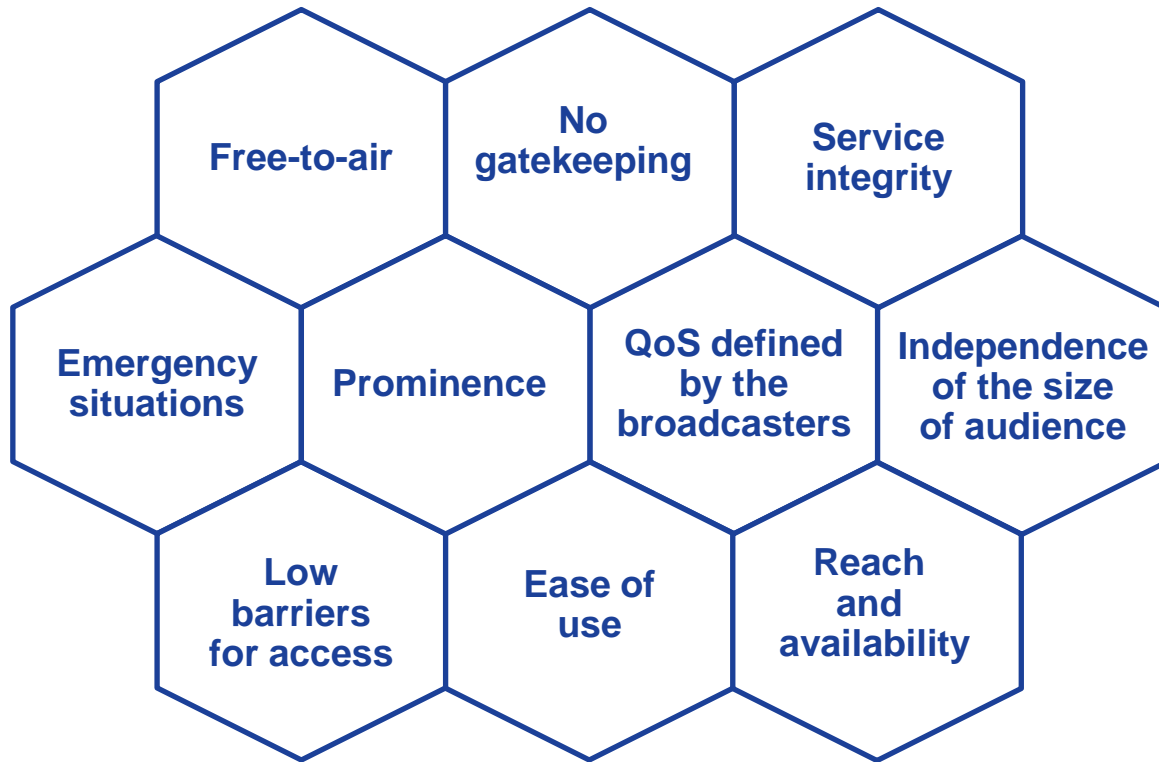 Free-to-air
No
gatekeeping
Service
integrity
Emergency
situations
Prominence
QoS defined
by the
broadcasters
Independence
of the size
of audience
Low
barriers
for access
Ease of
use
Reach
and
availability